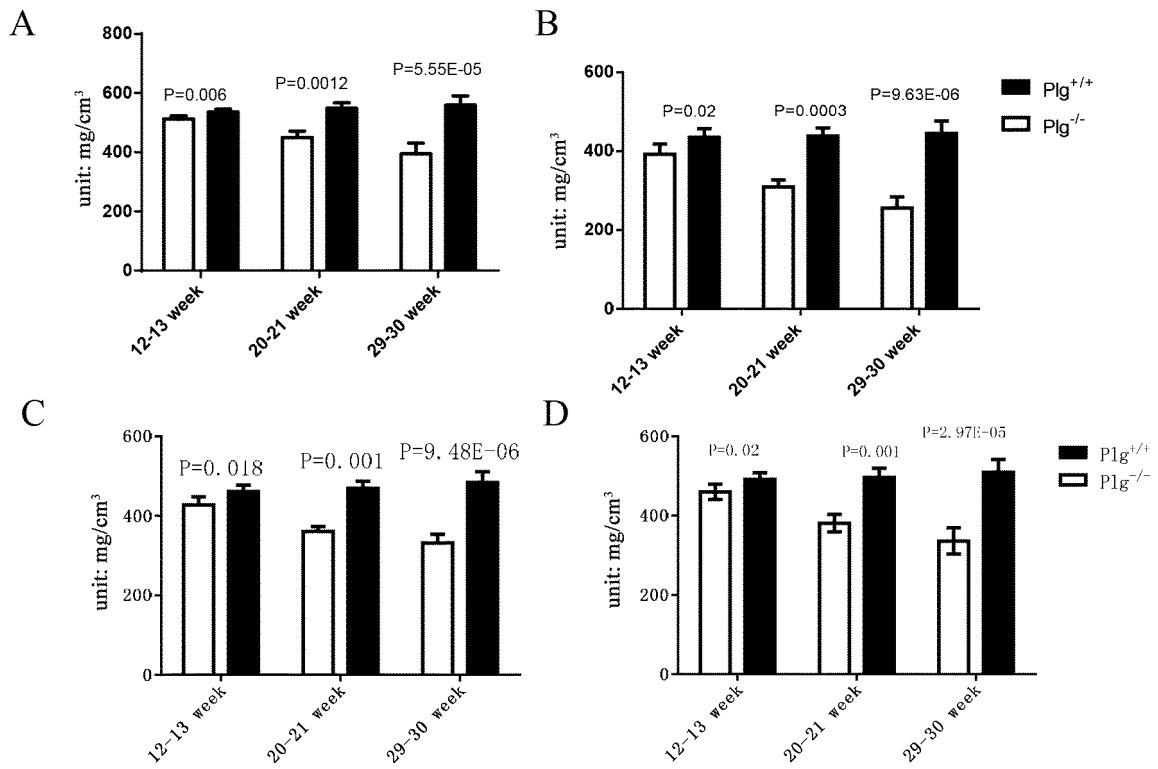 A
unit: mg/cm³
800
600
400
200
0
P=0.006
P=0.0012
P=5.55E-05
12-13 week
20-21 week
29-30 week
B
unit: mg/cm³
600
400
200
0
P=0.02
P=0.0003
P=9.63E-06
12-13 week
20-21 week
29-30 week
Plg+/+
Plg-/-
C
unit: mg/cm³
600
400
200
0
P=0.018
P=0.001
P=9.48E-06
12-13 week
20-21 week
29-30 week
D
unit: mg/cm³
600
400
200
0
P=0.02
P=0.001
P=2.97E-05
12-13 week
20-21 week
29-30 week
Plg+/+
Plg-/-